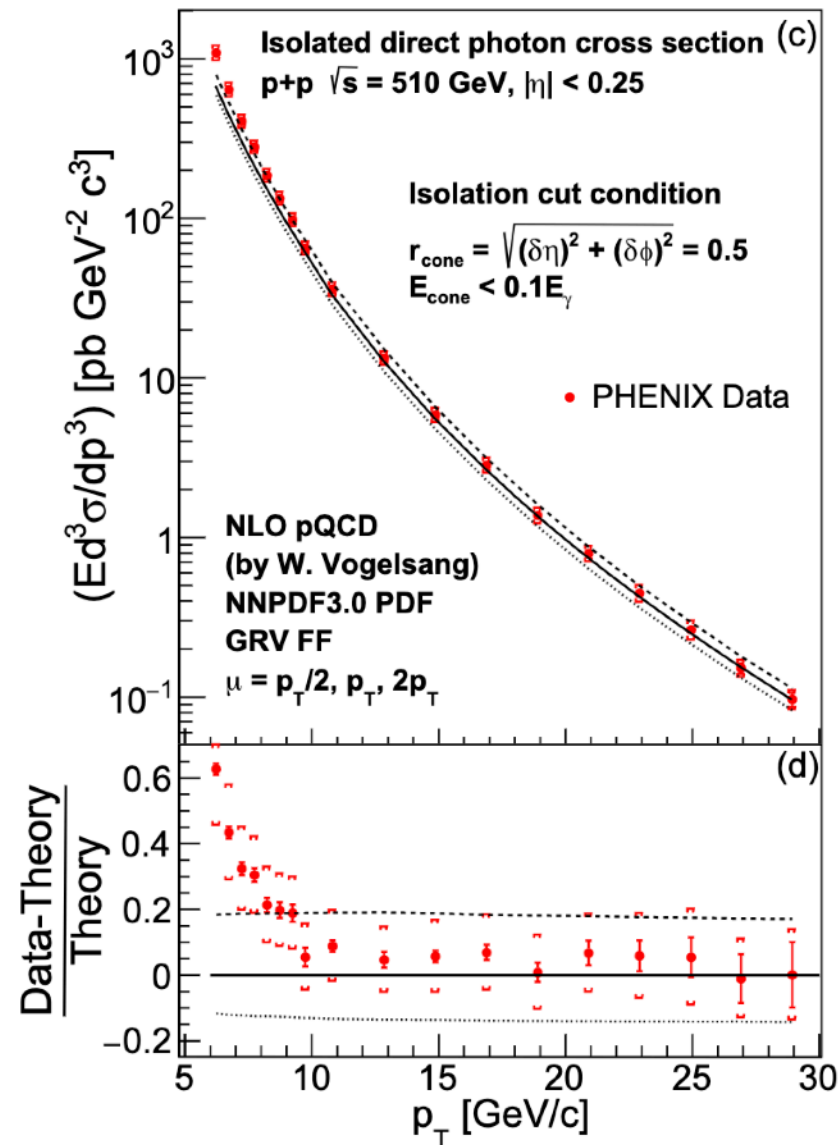 (c)
Isolated direct photon cross section
p+p √s = 510 GeV, |η| < 0.25
Isolation cut condition
r_cone = √(δη)² + (δϕ)² = 0.5
E_cone < 0.1E_γ
PHENIX Data
NLO pQCD
(by W. Vogelsang)
NNPDF3.0 PDF
GRV FF
μ = p_T/2, p_T, 2p_T
(Ed³σ/dp³) [pb GeV⁻² c³]
10³
10²
10
1
10⁻¹
(d)
Data-Theory
Theory
0.6
0.4
0.2
0
−0.2
5 10 15 20 25 30
p_T [GeV/c]